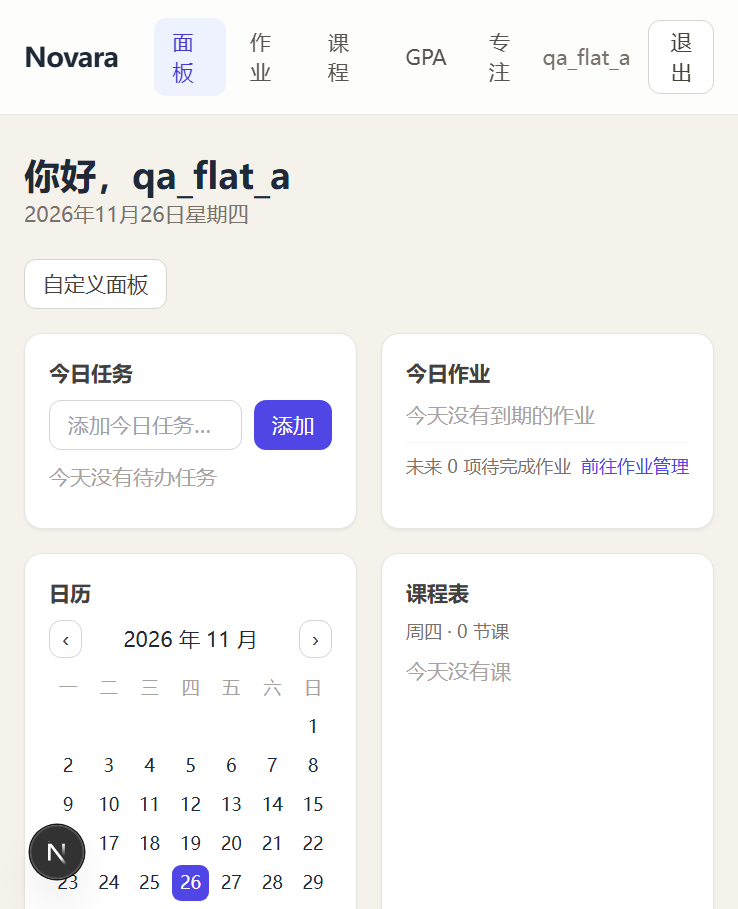 Novara
面板
作业
课程
GPA
专注
qa_flat_a
退出
你好，qa_flat_a
2026年11月26日星期四
自定义面板
今日任务
添加今日任务...
添加
今天没有待办任务
今日作业
今天没有到期的作业
未来 0 项待完成作业 前往作业管理
日历
‹ 2026 年 11 月 ›
一 二 三 四 五 六 日
1
2 3 4 5 6 7 8
9 10 11 12 13 14 15
17 18 19 20 21 22
23 24 25 26 27 28 29
N
课程表
周四 · 0 节课
今天没有课